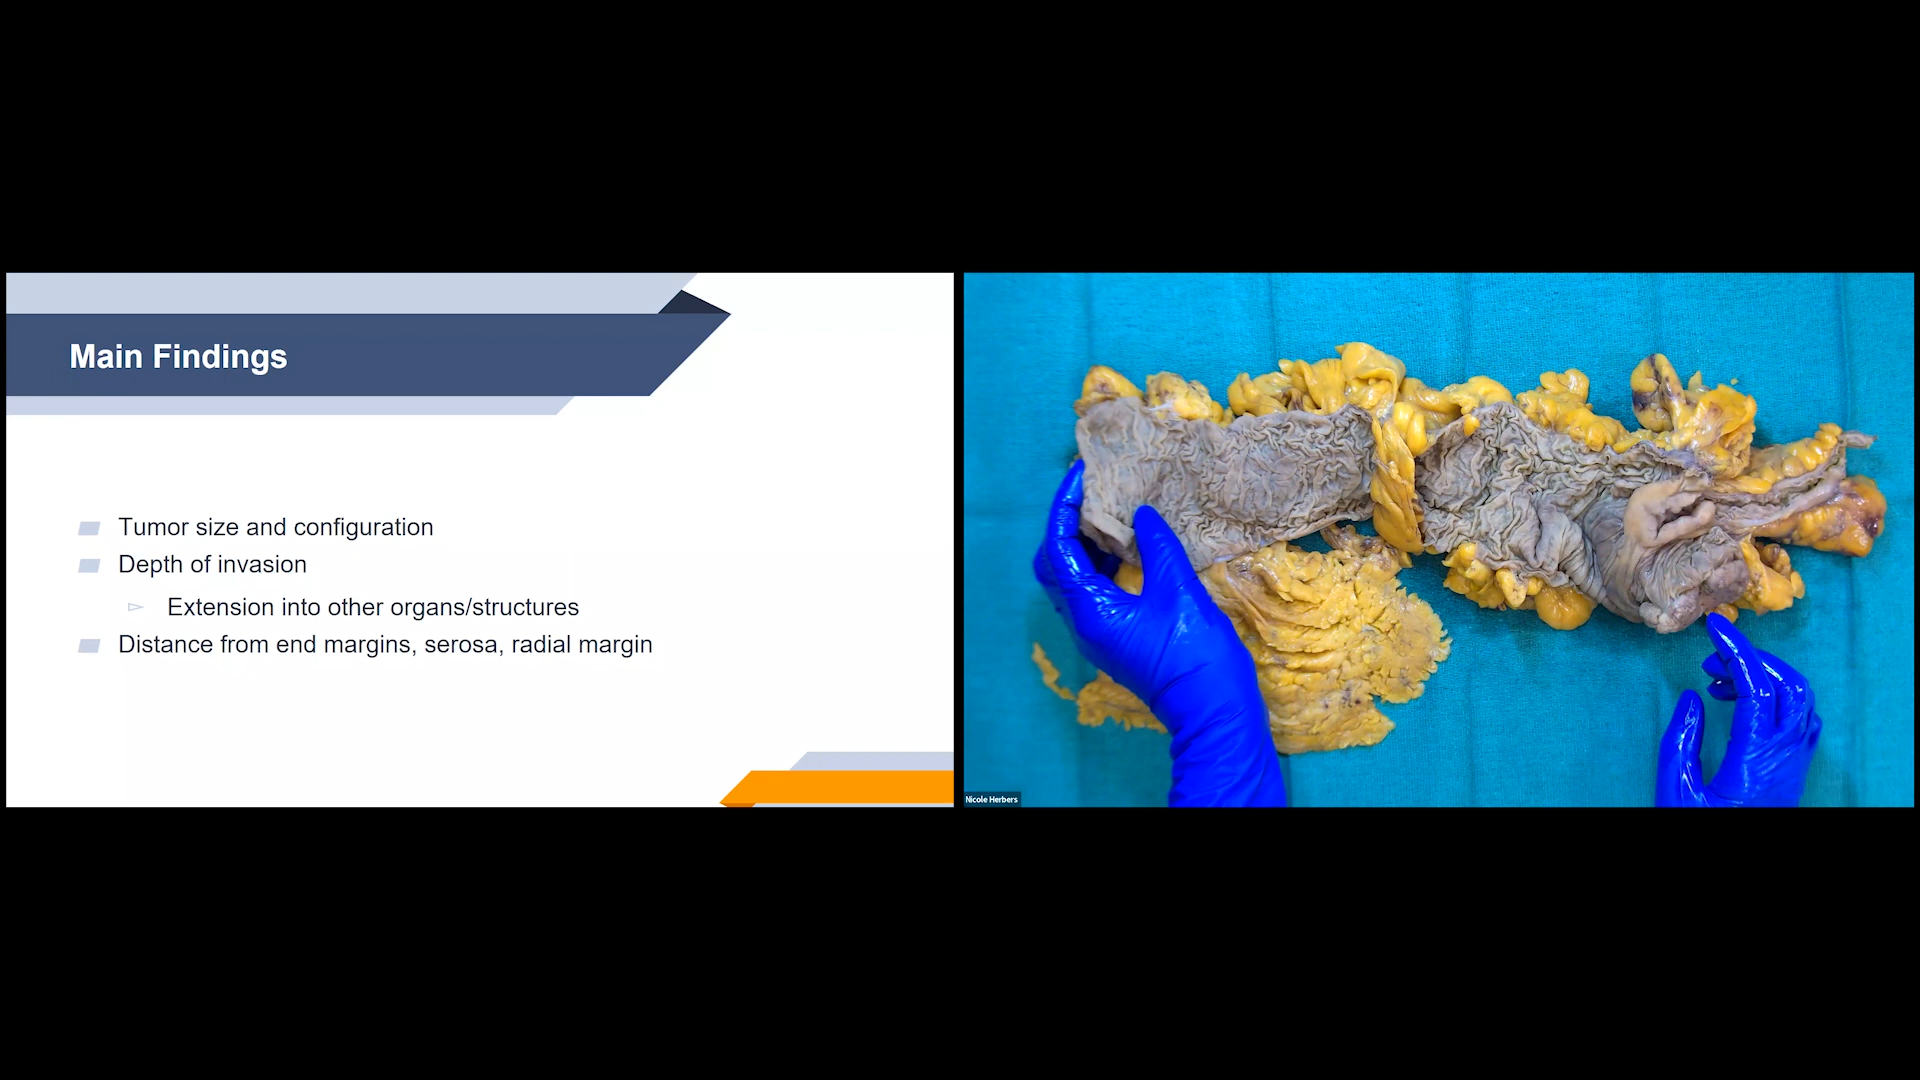 Main Findings
Tumor size and configuration
Depth of invasion
Extension into other organs/structures
Distance from end margins, serosa, radial margin
Nicole Herbers